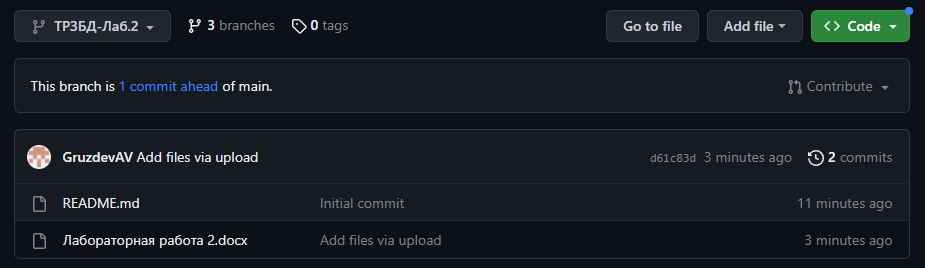 ТРЗБД-Лаб.2 3 branches 0 tags Go to file Add file Code
This branch is 1 commit ahead of main. Contribute
GruzdevAV Add files via upload d61c83d 3 minutes ago 2 commits
README.md Initial commit 11 minutes ago
Лабораторная работа 2.docx Add files via upload 3 minutes ago